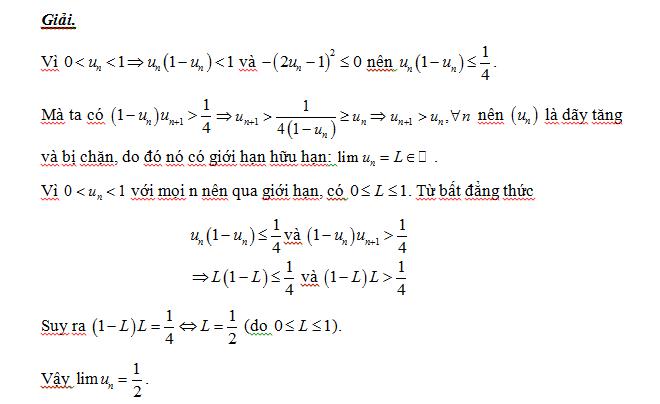 Giải.
Vì 0 < uₙ < 1 ⇒ uₙ(1 − uₙ) < 1 và −(2uₙ − 1)² ≤ 0 nên uₙ(1 − uₙ) ≤ 1/4.
Mà ta có (1 − uₙ)uₙ₊₁ > 1/4 ⇒ uₙ₊₁ > 1/(4(1 − uₙ)) ≥ uₙ ⇒ uₙ₊₁ > uₙ, ∀n nên (uₙ) là dãy tăng
và bị chặn, do đó nó có giới hạn hữu hạn: lim uₙ = L ∈ □ .
Vì 0 < uₙ < 1 với mọi n nên qua giới hạn, có 0 ≤ L ≤ 1. Từ bất đẳng thức
uₙ(1 − uₙ) ≤ 1/4 và (1 − uₙ)uₙ₊₁ > 1/4
⇒ L(1 − L) ≤ 1/4 và (1 − L)L > 1/4
Suy ra (1 − L)L = 1/4 ⇔ L = 1/2 (do 0 ≤ L ≤ 1).
Vậy lim uₙ = 1/2 .